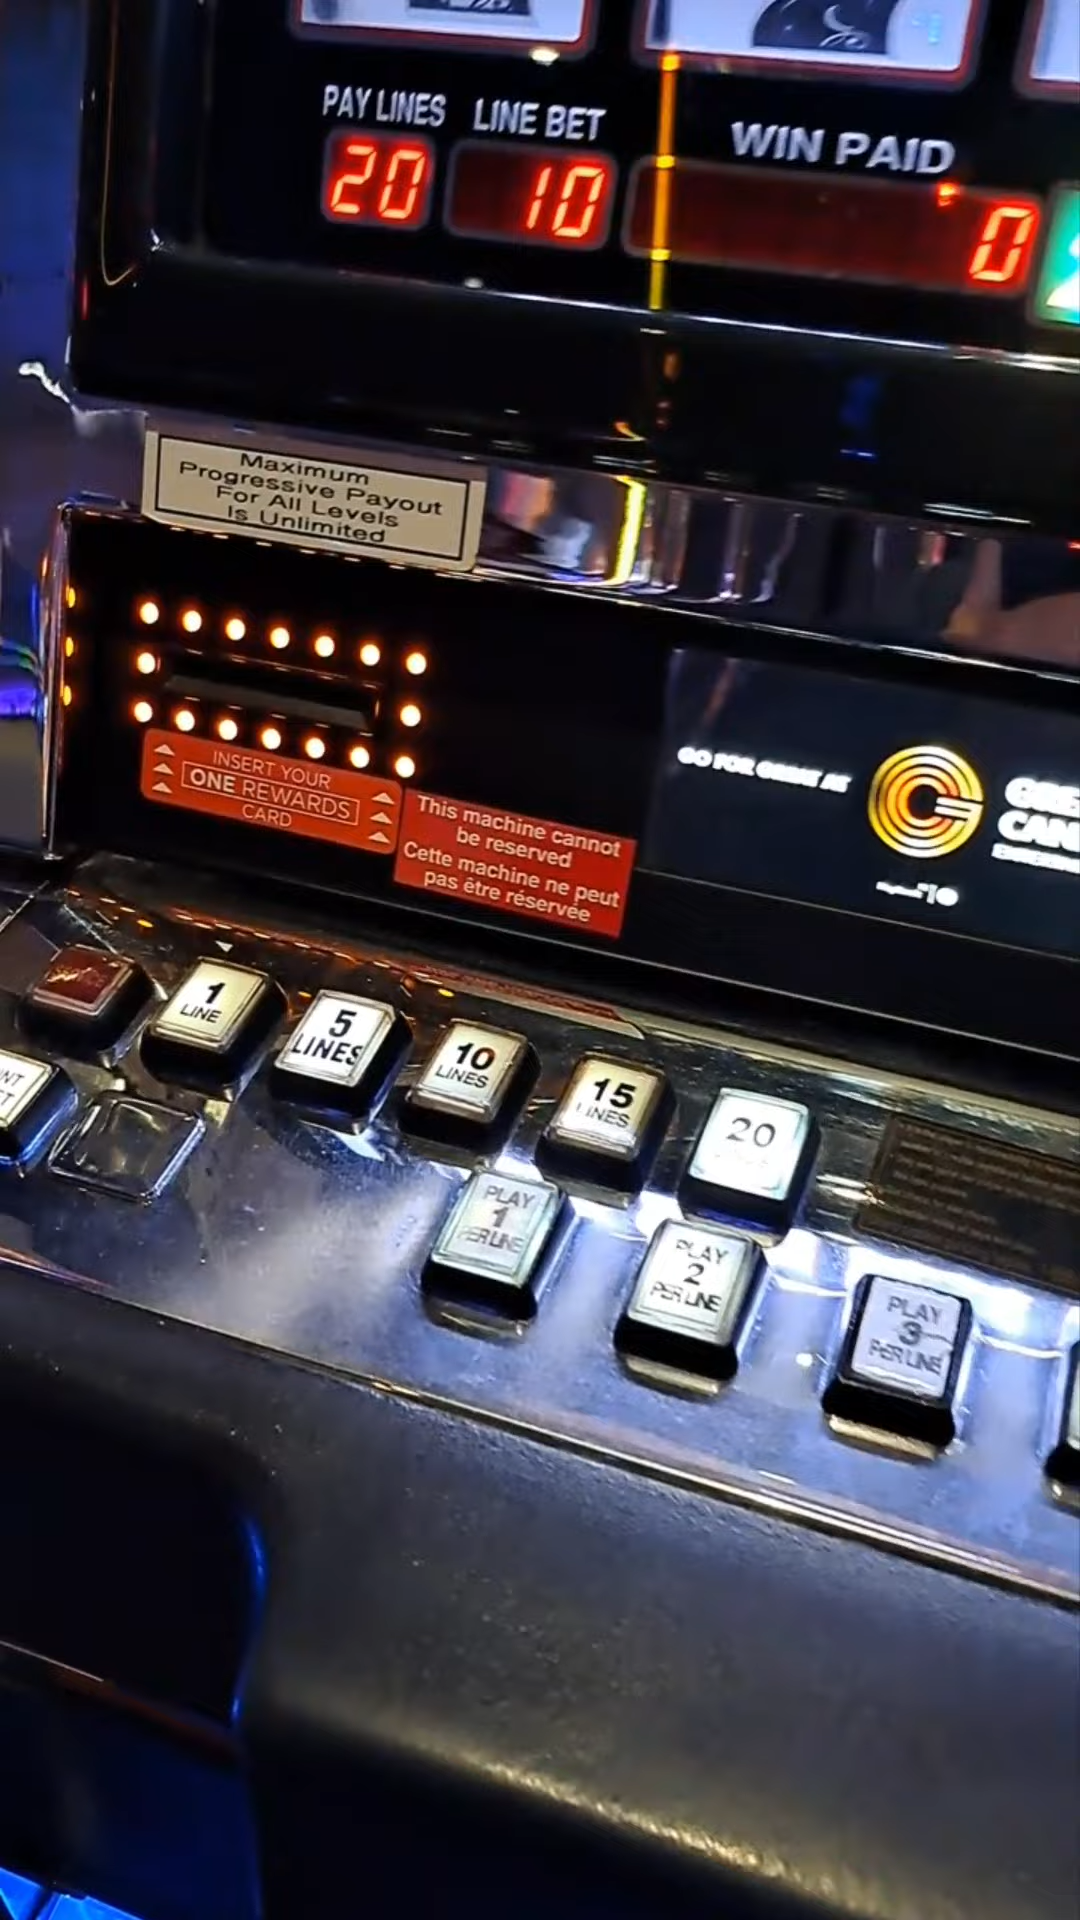 PAY LINES LINE BET WIN PAID
20 10 0
Maximum
Progressive Payout
For All Levels
Is Unlimited
INSERT YOUR
ONE REWARDS
CARD
This machine cannot
be reserved
Cette machine ne peut
pas être réservée
GO FOR GREAT AT
1
LINE
5
LINES
10
LINES
15
LINES
20
PLAY
1
PER LINE
PLAY
2
PER LINE
PLAY
3
PER LINE